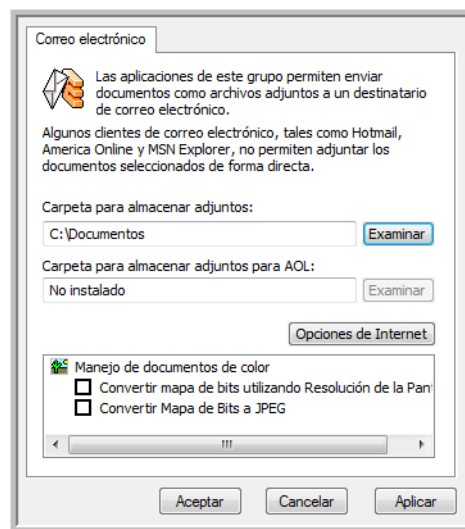 Correo electrónico
Las aplicaciones de este grupo permiten enviar
documentos como archivos adjuntos a un destinatario
de correo electrónico.
Algunos clientes de correo electrónico, tales como Hotmail,
America Online y MSN Explorer, no permiten adjuntar los
documentos seleccionados de forma directa.
Carpeta para almacenar adjuntos:
C:\Documentos
Examinar
Carpeta para almacenar adjuntos para AOL:
No instalado
Examinar
Opciones de Internet
Manejo de documentos de color
Convertir mapa de bits utilizando Resolución de la Pan
Convertir Mapa de Bits a JPEG
Aceptar Cancelar Aplicar